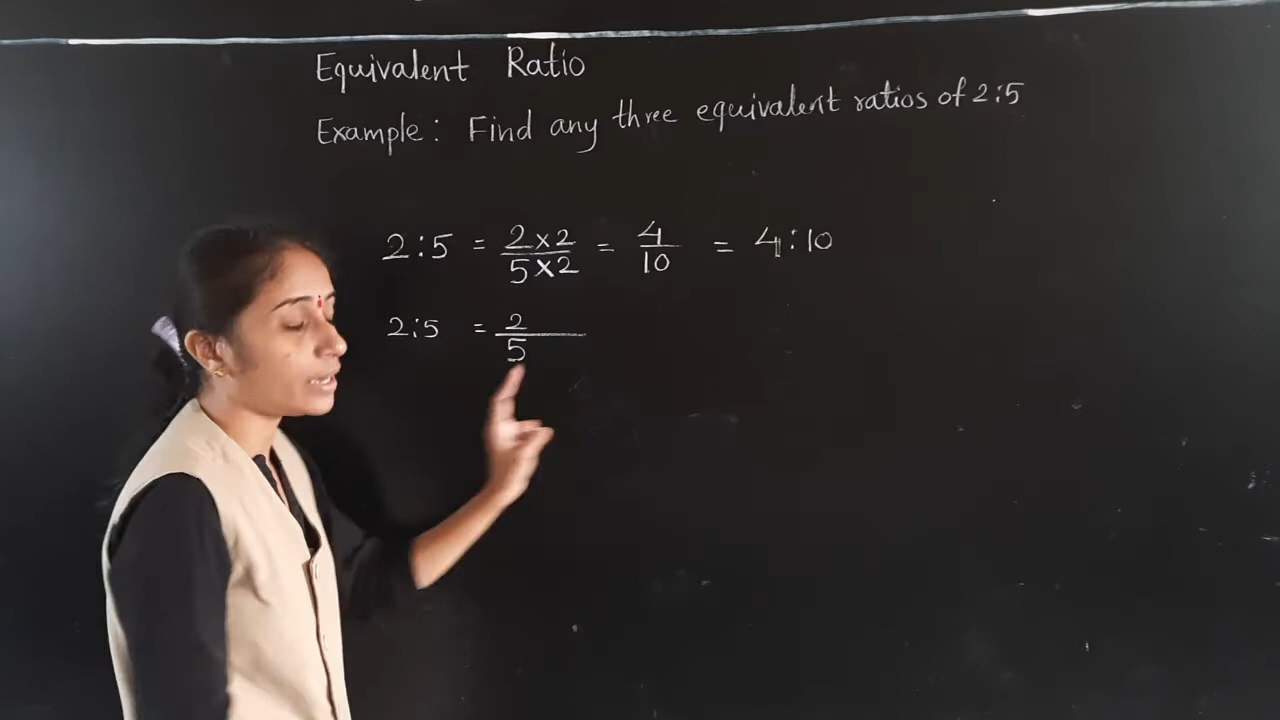 Equivalent Ratio
Example: Find any three equivalent ratios of 2:5
2:5 = 2×2/5×2 = 4/10 = 4:10
2:5 = 2/5